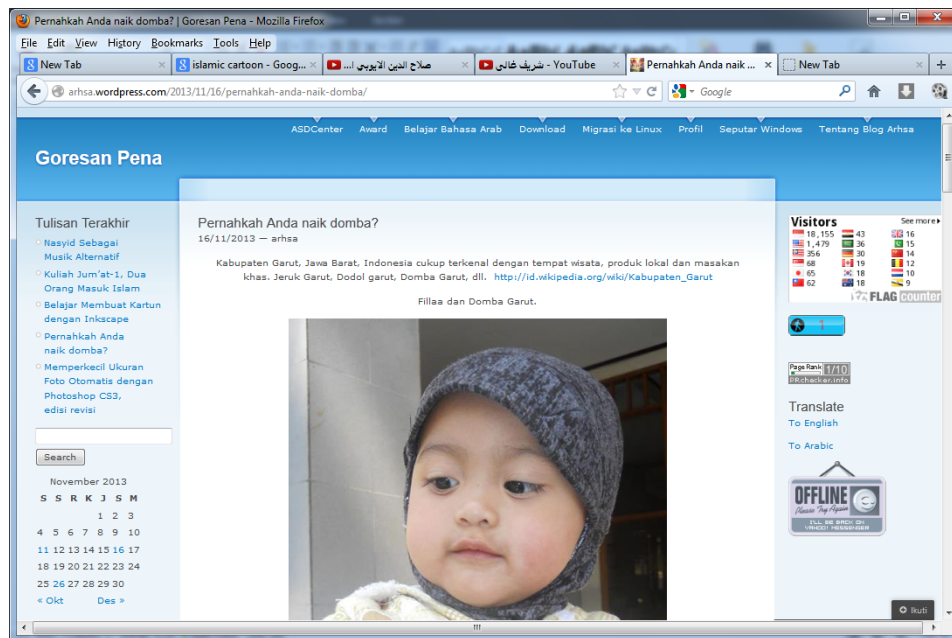 Pernahkah Anda naik domba? | Goresan Pena - Mozilla Firefox
File Edit View History Bookmarks Tools Help
New Tab
islamic cartoon - Goog...
صلاح الدين الايوبي ا...
شريف غالي - YouTube
Pernahkah Anda naik ...
New Tab
arhsa.wordpress.com/2013/11/16/pernahkah-anda-naik-domba/
Google
ASDCenter Award Belajar Bahasa Arab Download Migrasi ke Linux Profil Seputar Windows Tentang Blog Arhsa
Goresan Pena
Tulisan Terakhir
Nasyid Sebagai
Musik Alternatif
Kuliah Jum'at-1, Dua
Orang Masuk Islam
Belajar Membuat Kartun
dengan Inkscape
Pernahkah Anda
naik domba?
Memperkecil Ukuran
Foto Otomatis dengan
Photoshop CS3,
edisi revisi
Search
November 2013
S S R K J S M
1 2 3
4 5 6 7 8 9 10
11 12 13 14 15 16 17
18 19 20 21 22 23 24
25 26 27 28 29 30
« Okt Des »
Pernahkah Anda naik domba?
16/11/2013 — arhsa
Kabupaten Garut, Jawa Barat, Indonesia cukup terkenal dengan tempat wisata, produk lokal dan masakan
khas. Jeruk Garut, Dodol garut, Domba Garut, dll. http://id.wikipedia.org/wiki/Kabupaten_Garut
Fillaa dan Domba Garut.
Visitors See more
18,155 43 16
1,479 36 15
356 30 14
68 19 12
65 18 10
62 18 9
FLAG counter
1
Page Rank 1/10
PRchecker.info
Translate
To English
To Arabic
OFFLINE
Please Try Again
I'LL BE BACK ON
YAHOO! MESSENGER
Ikuti